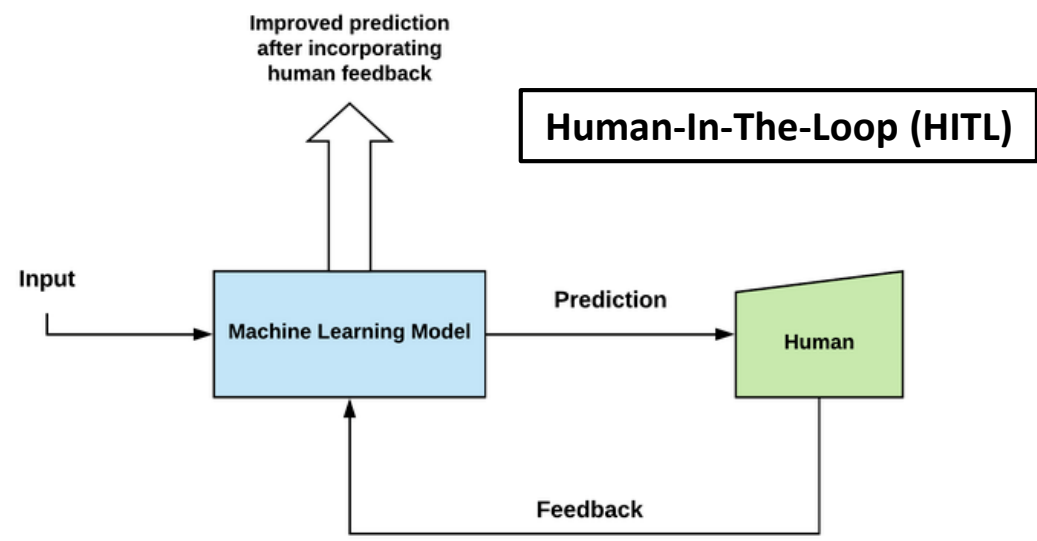 Improved prediction
after incorporating
human feedback
Human-In-The-Loop (HITL)
Input
Machine Learning Model
Prediction
Human
Feedback